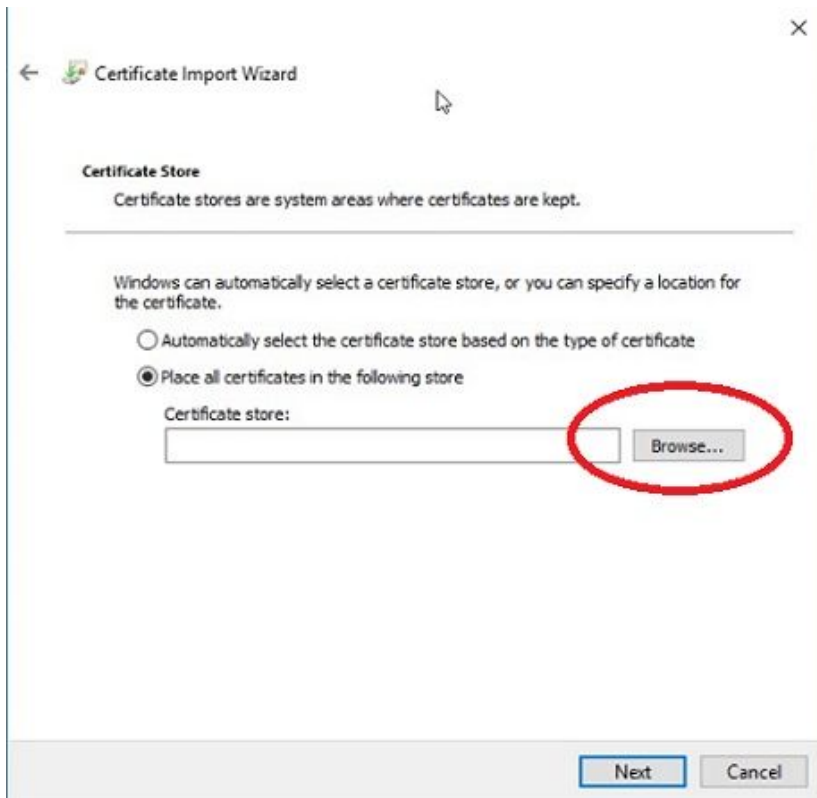 Certificate Import Wizard
Certificate Store
Certificate stores are system areas where certificates are kept.
Windows can automatically select a certificate store, or you can specify a location for
the certificate.
Automatically select the certificate store based on the type of certificate
Place all certificates in the following store
Certificate store:
Browse...
Next Cancel